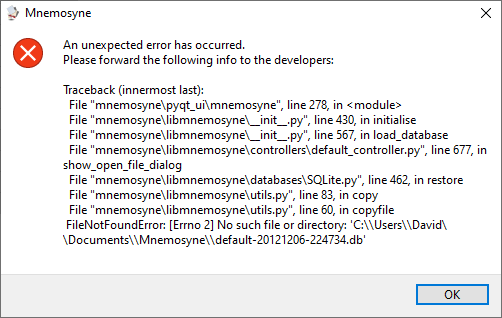 Mnemosyne
An unexpected error has occurred.
Please forward the following info to the developers:
Traceback (innermost last):
File "mnemosyne\pyqt_ui\mnemosyne", line 278, in <module>
File "mnemosyne\libmnemosyne\__init__.py", line 430, in initialise
File "mnemosyne\libmnemosyne\__init__.py", line 567, in load_database
File "mnemosyne\libmnemosyne\controllers\default_controller.py", line 677, in
show_open_file_dialog
File "mnemosyne\libmnemosyne\databases\SQLite.py", line 462, in restore
File "mnemosyne\libmnemosyne\utils.py", line 83, in copy
File "mnemosyne\libmnemosyne\utils.py", line 60, in copyfile
FileNotFoundError: [Errno 2] No such file or directory: 'C:\\Users\\David\
\Documents\\Mnemosyne\\default-20121206-224734.db'
OK